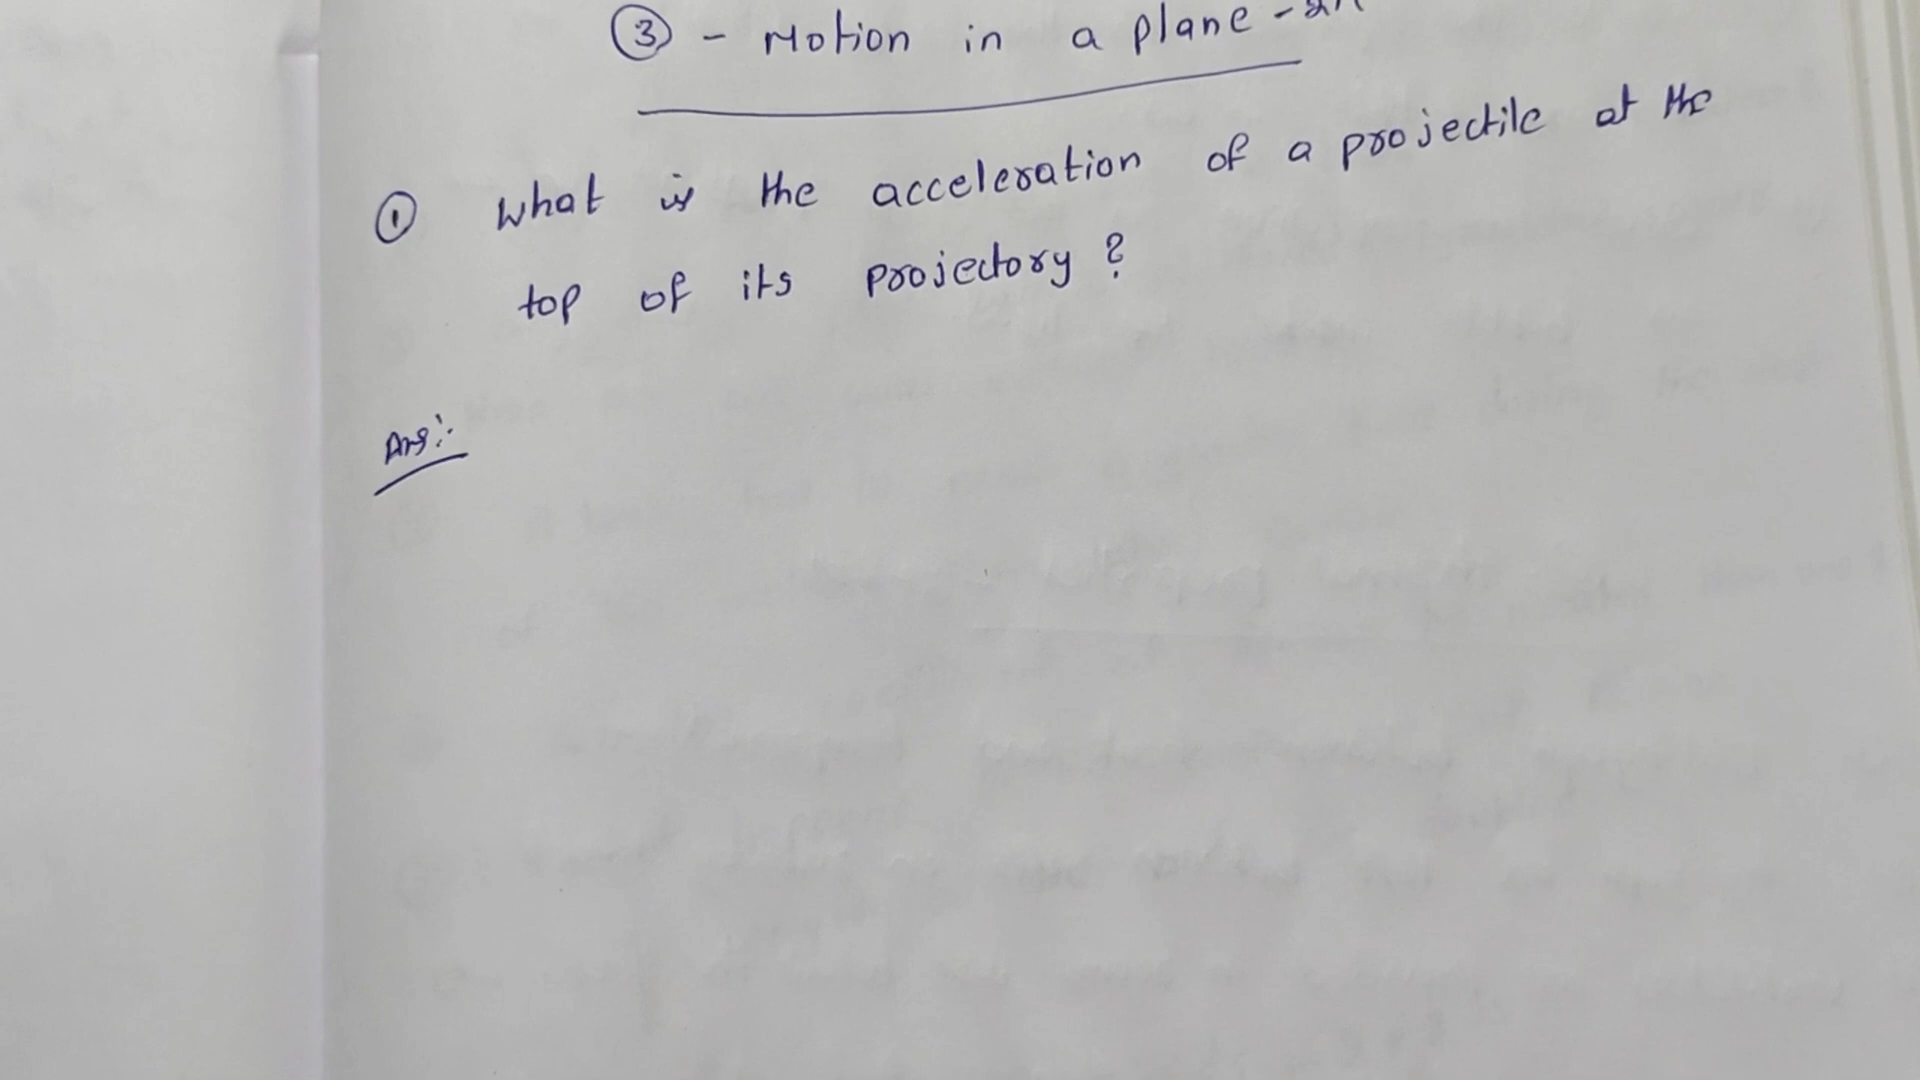 ③ - Motion in a plane -
① what is the acceleration of a projectile at the
top of its projectory ?
Ans:-